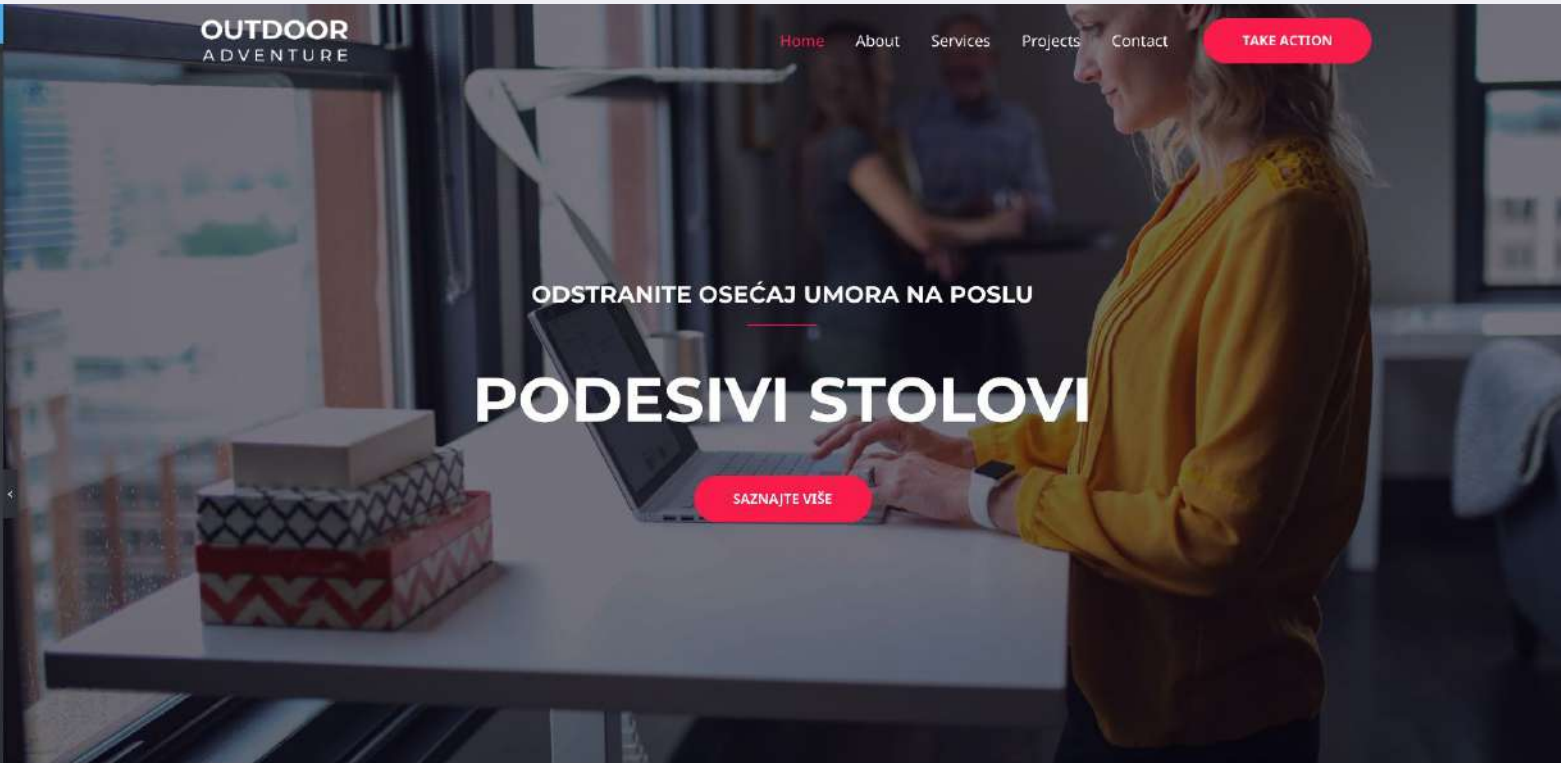 OUTDOOR
ADVENTURE
Home About Services Projects Contact TAKE ACTION
ODSTRANITE OSEĆAJ UMORA NA POSLU
PODESIVI STOLOVI
SAZNAJTE VIŠE